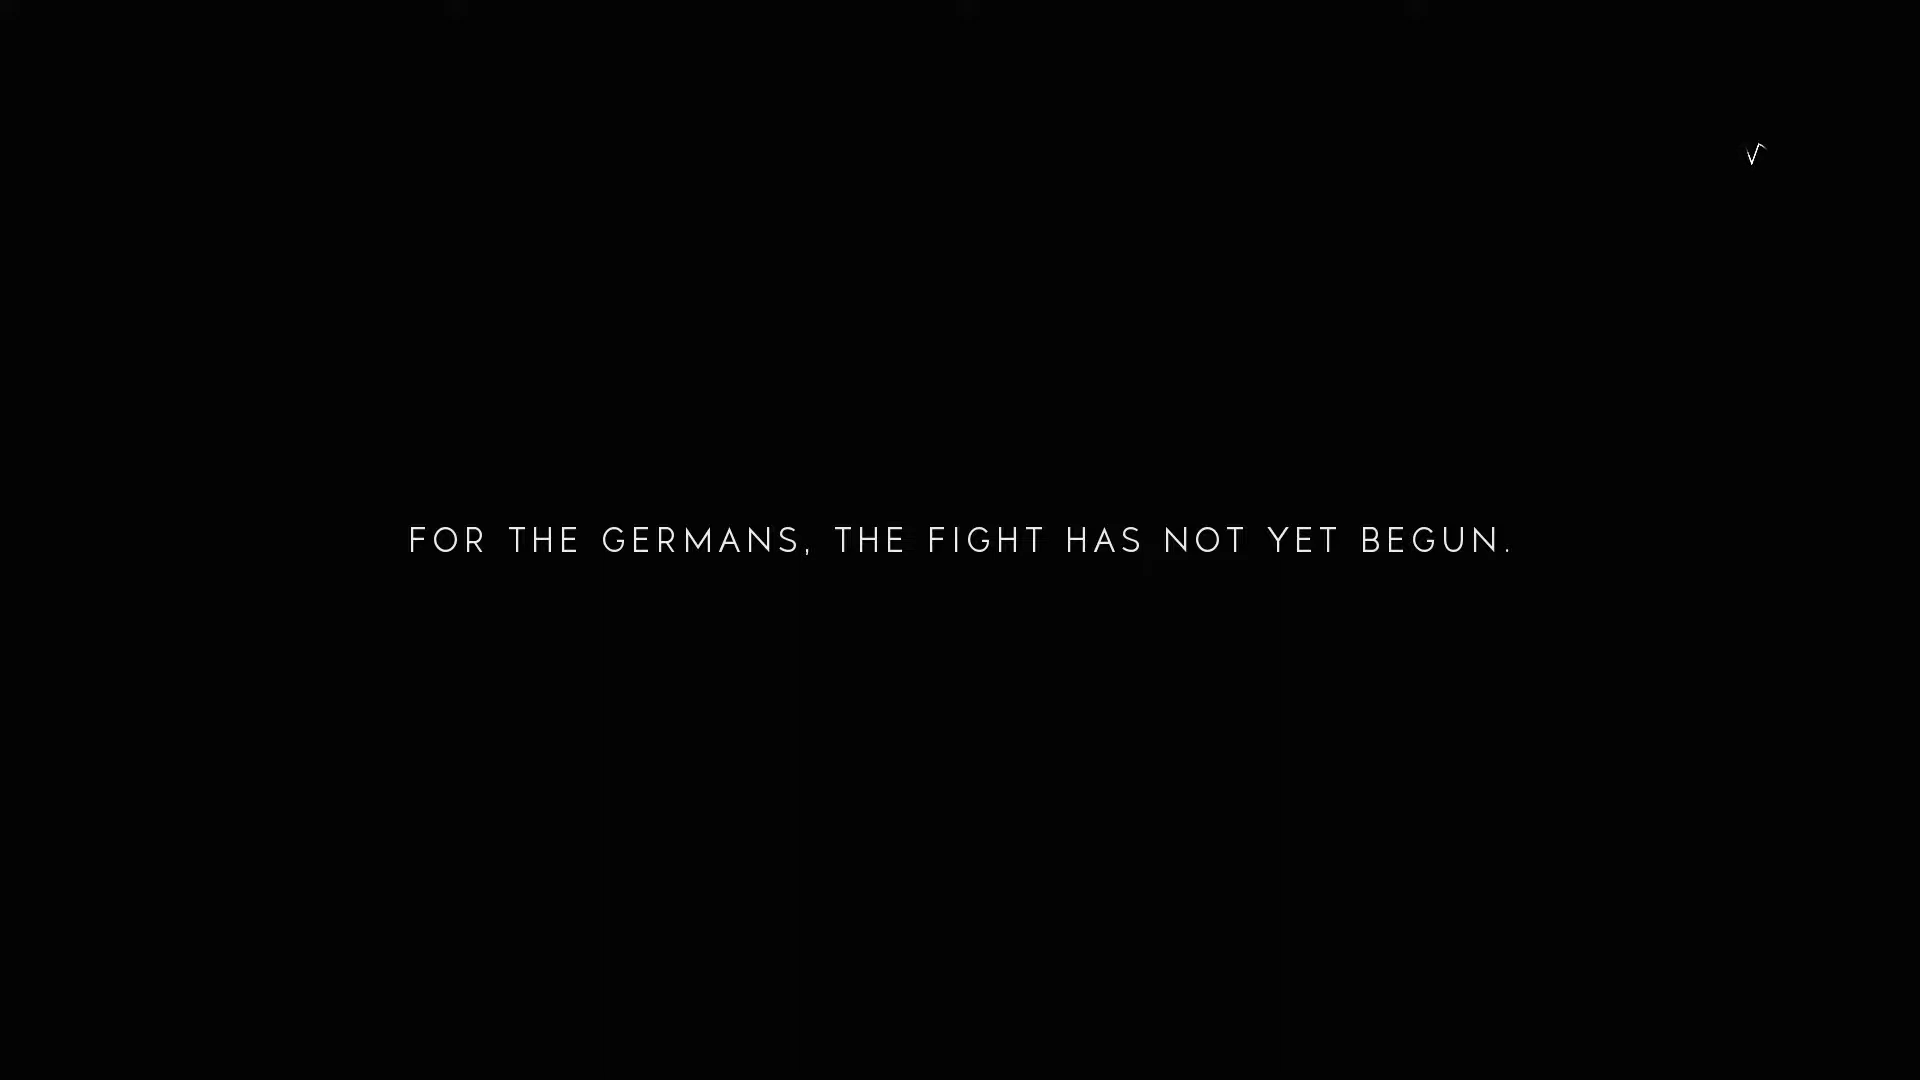 FOR THE GERMANS, THE FIGHT HAS NOT YET BEGUN.